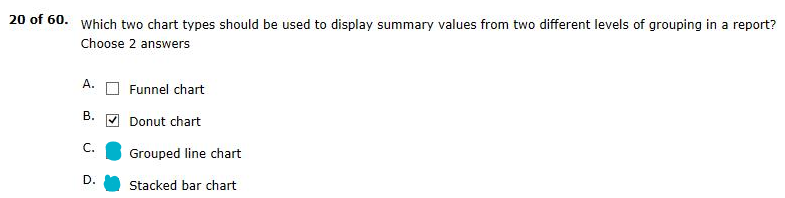 20 of 60. Which two chart types should be used to display summary values from two different levels of grouping in a report?
Choose 2 answers
A. Funnel chart
B. Donut chart
C. Grouped line chart
D. Stacked bar chart